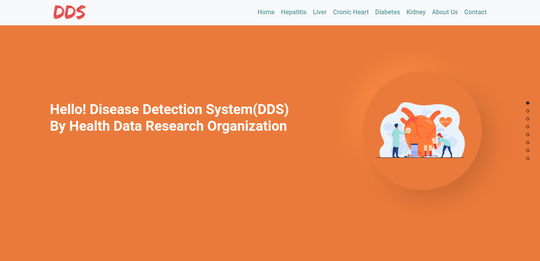 DDS
Home Hepatitis Liver Cronic Heart Diabetes Kidney About Us Contact
Hello! Disease Detection System(DDS)
By Health Data Research Organization